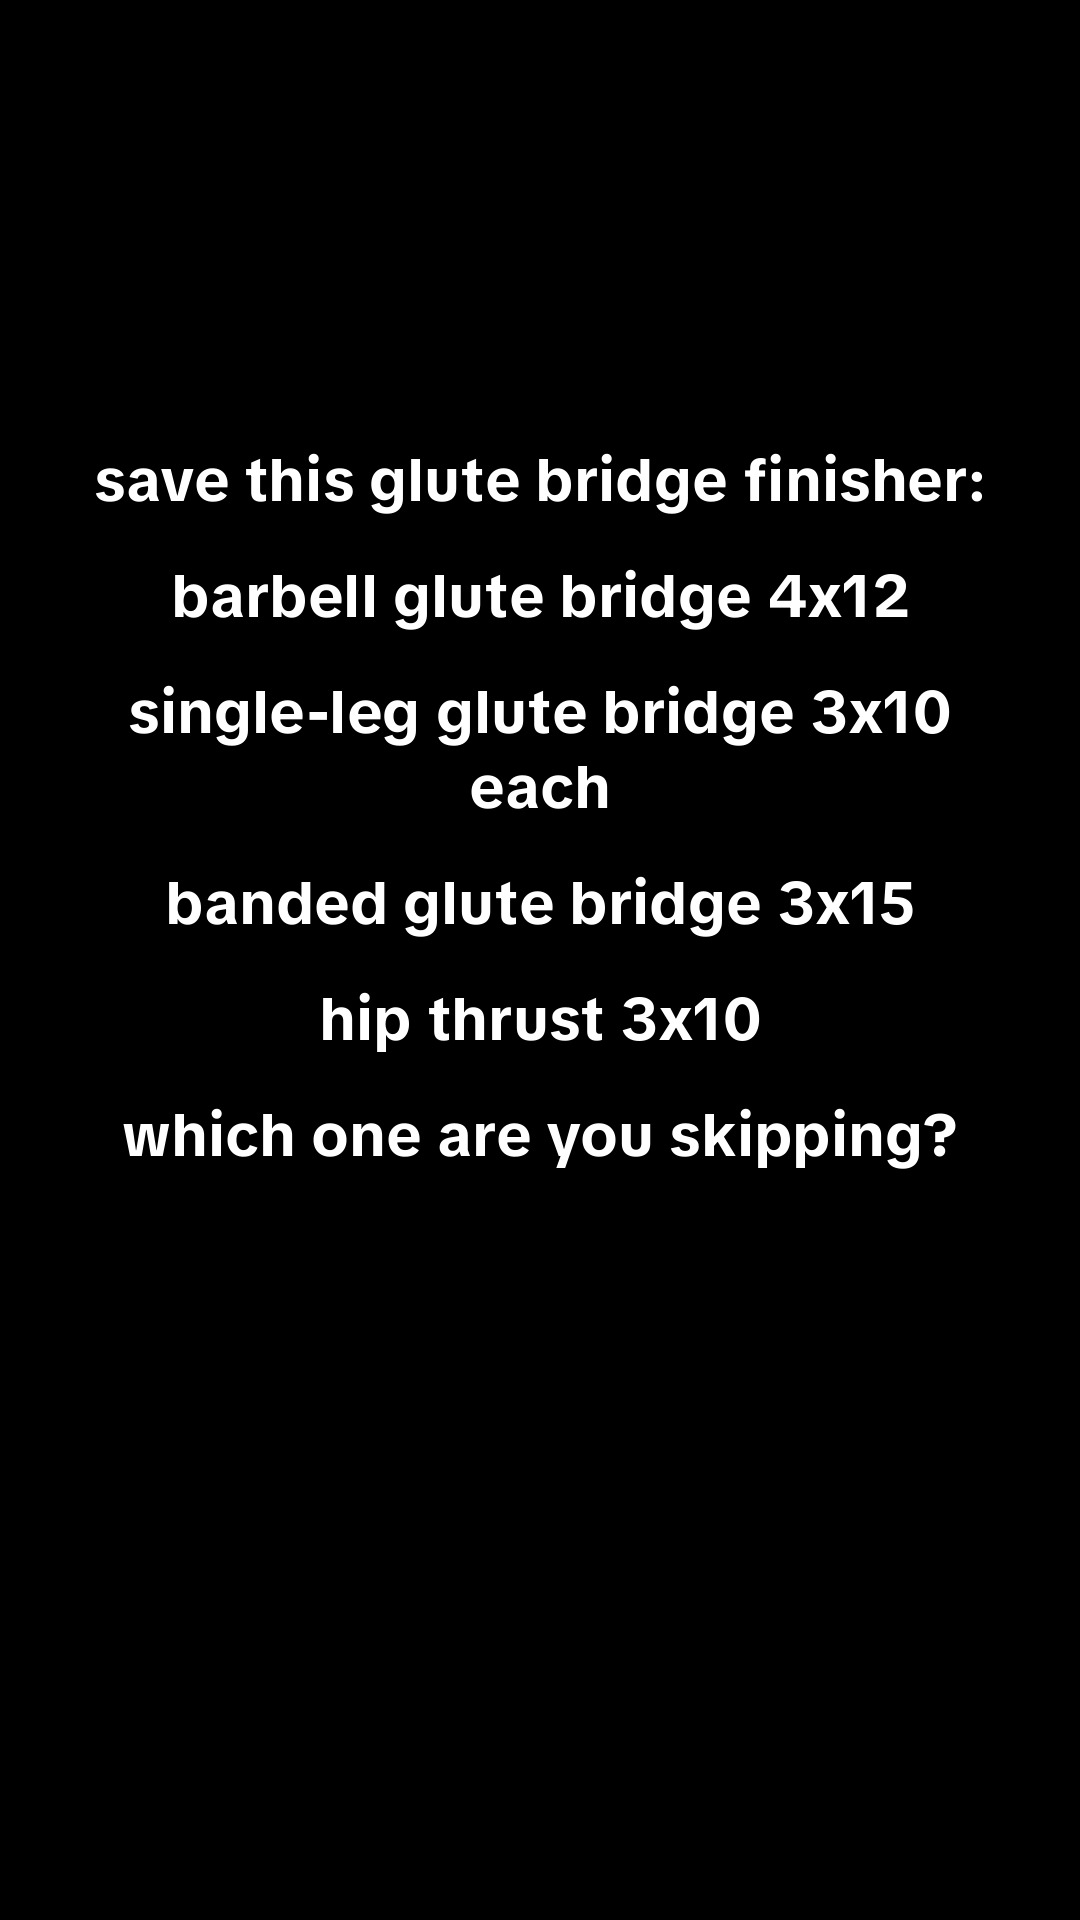 save this glute bridge finisher:
barbell glute bridge 4x12
single-leg glute bridge 3x10
each
banded glute bridge 3x15
hip thrust 3x10
which one are you skipping?